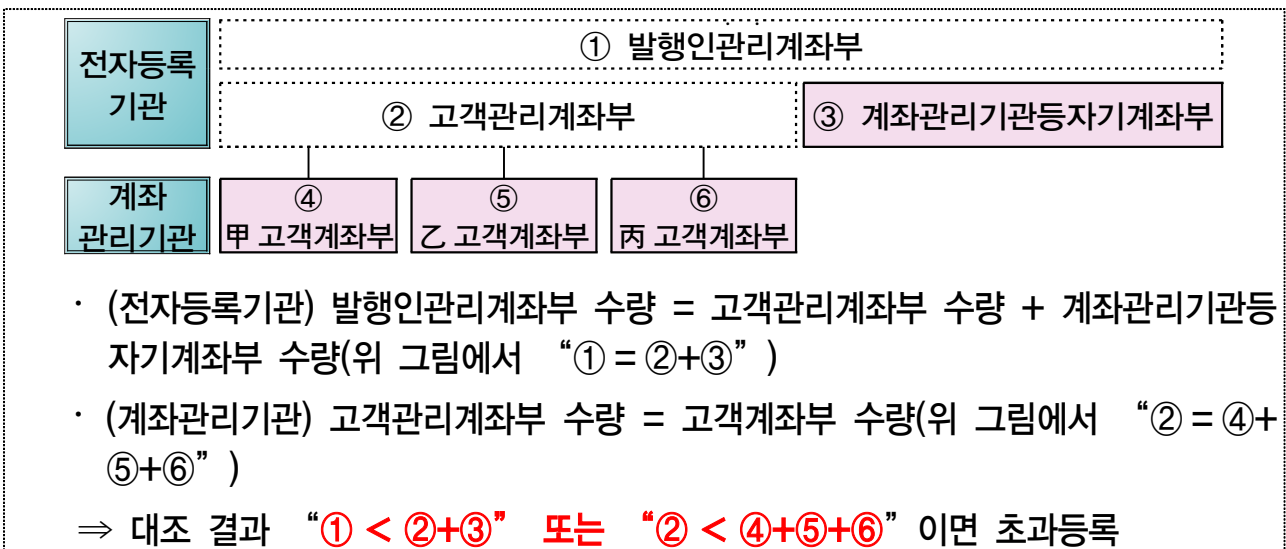 전자등록
기관
① 발행인관리계좌부
② 고객관리계좌부
③ 계좌관리기관등자기계좌부
계좌
관리기관
④
甲 고객계좌부
⑤
乙 고객계좌부
⑥
丙 고객계좌부
· (전자등록기관) 발행인관리계좌부 수량 = 고객관리계좌부 수량 + 계좌관리기관등
자기계좌부 수량(위 그림에서 “① = ②+③”)
· (계좌관리기관) 고객관리계좌부 수량 = 고객계좌부 수량(위 그림에서 “② = ④+
⑤+⑥”)
⇒ 대조 결과 “① < ②+③” 또는 “② < ④+⑤+⑥”이면 초과등록